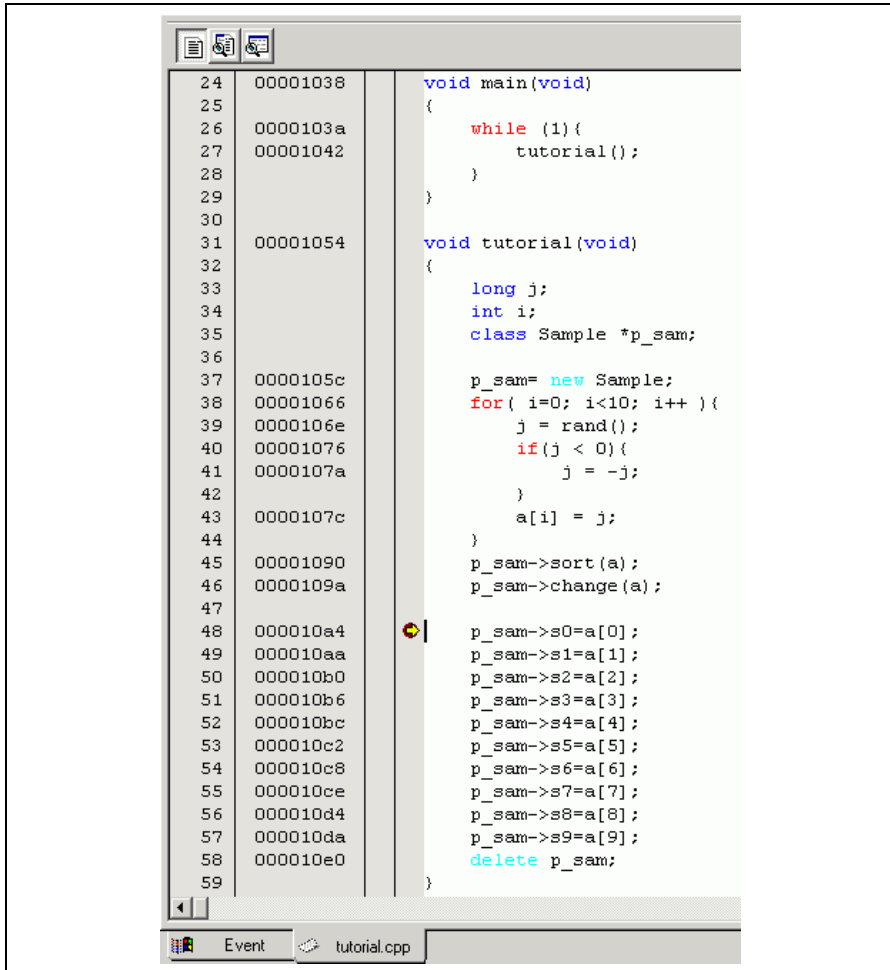 24 00001038 void main(void)
25 {
26 0000103a while (1){
27 00001042 tutorial();
28 }
29 }
30
31 00001054 void tutorial(void)
32 {
33 long j;
34 int i;
35 class Sample *p_sam;
36
37 0000105c p_sam= new Sample;
38 00001066 for( i=0; i<10; i++ ){
39 0000106e j = rand();
40 00001076 if(j < 0){
41 0000107a j = -j;
42 }
43 0000107c a[i] = j;
44 }
45 00001090 p_sam->sort(a);
46 0000109a p_sam->change(a);
47
48 000010a4 p_sam->s0=a[0];
49 000010aa p_sam->s1=a[1];
50 000010b0 p_sam->s2=a[2];
51 000010b6 p_sam->s3=a[3];
52 000010bc p_sam->s4=a[4];
53 000010c2 p_sam->s5=a[5];
54 000010c8 p_sam->s6=a[6];
55 000010ce p_sam->s7=a[7];
56 000010d4 p_sam->s8=a[8];
57 000010da p_sam->s9=a[9];
58 000010e0 delete p_sam;
59 }
Event tutorial.cpp